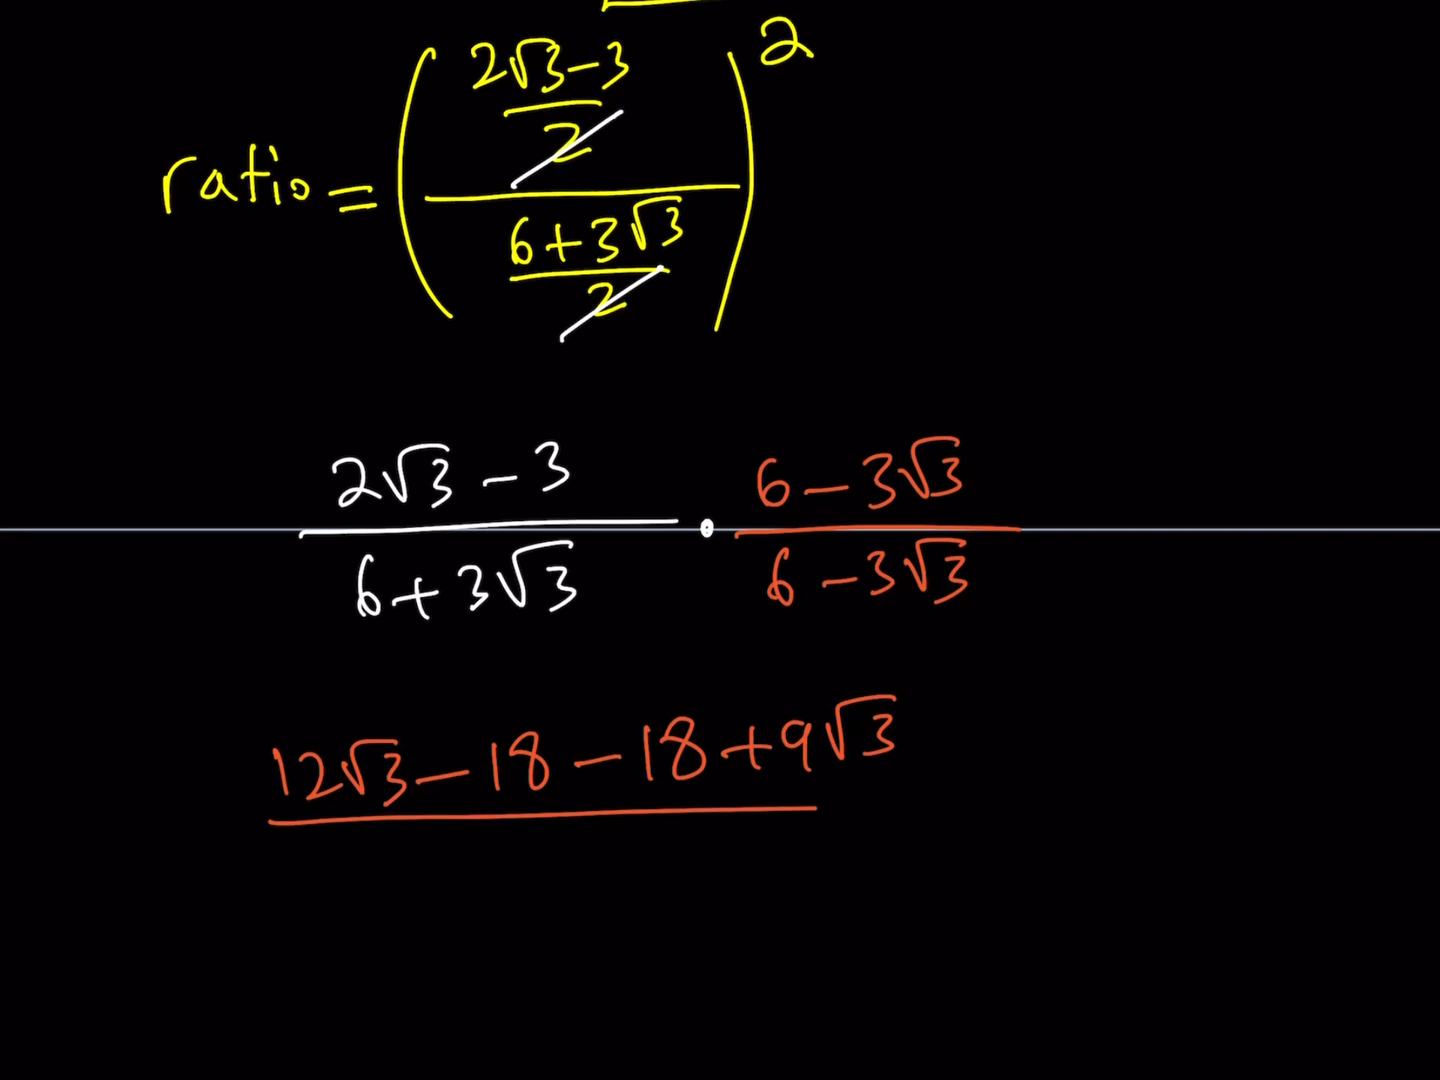 ratio = ( (2√3-3)/2 / (6+3√3)/2 )²
(2√3 - 3)/(6+3√3) · (6-3√3)/(6-3√3)
12√3-18-18+9√3